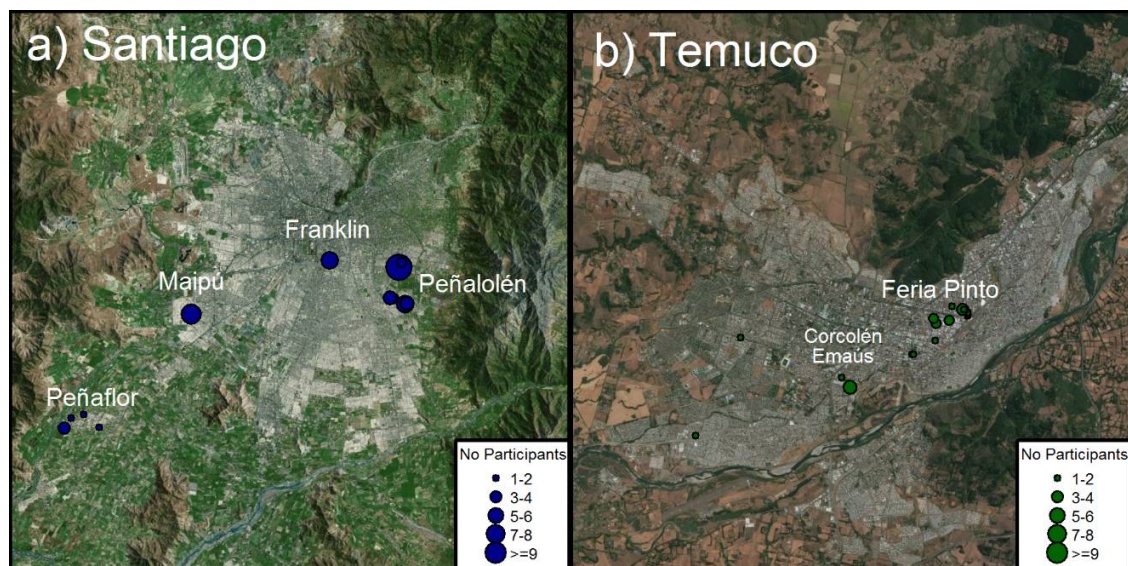 a) Santiago
Franklin
Maipú
Peñalolén
Peñaflor
No Participants
1-2
3-4
5-6
7-8
>=9
b) Temuco
Feria Pinto
Corcolén
Emaús
No Participants
1-2
3-4
5-6
7-8
>=9